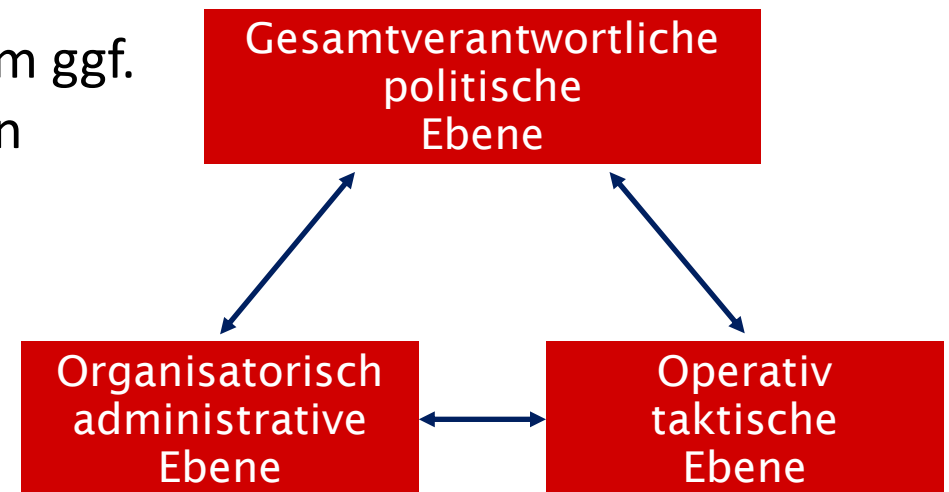 m ggf.
n
Gesamtverantwortliche
politische
Ebene
Organisatorisch
administrative
Ebene
Operativ
taktische
Ebene